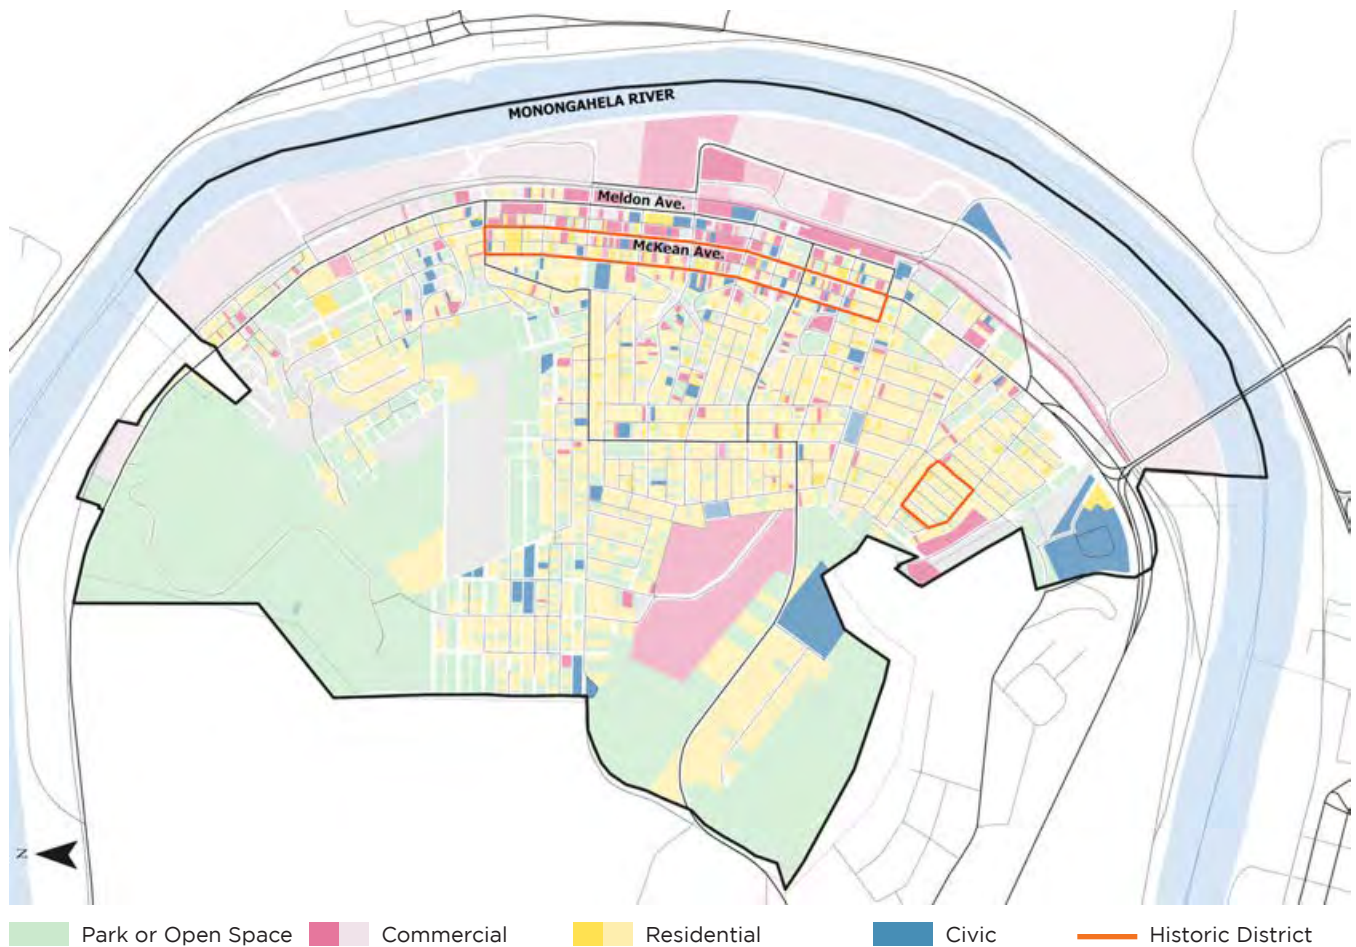 MONONGAHELA RIVER
Meldon Ave.
McKean Ave.
N
Park or Open Space
Commercial
Residential
Civic
Historic District